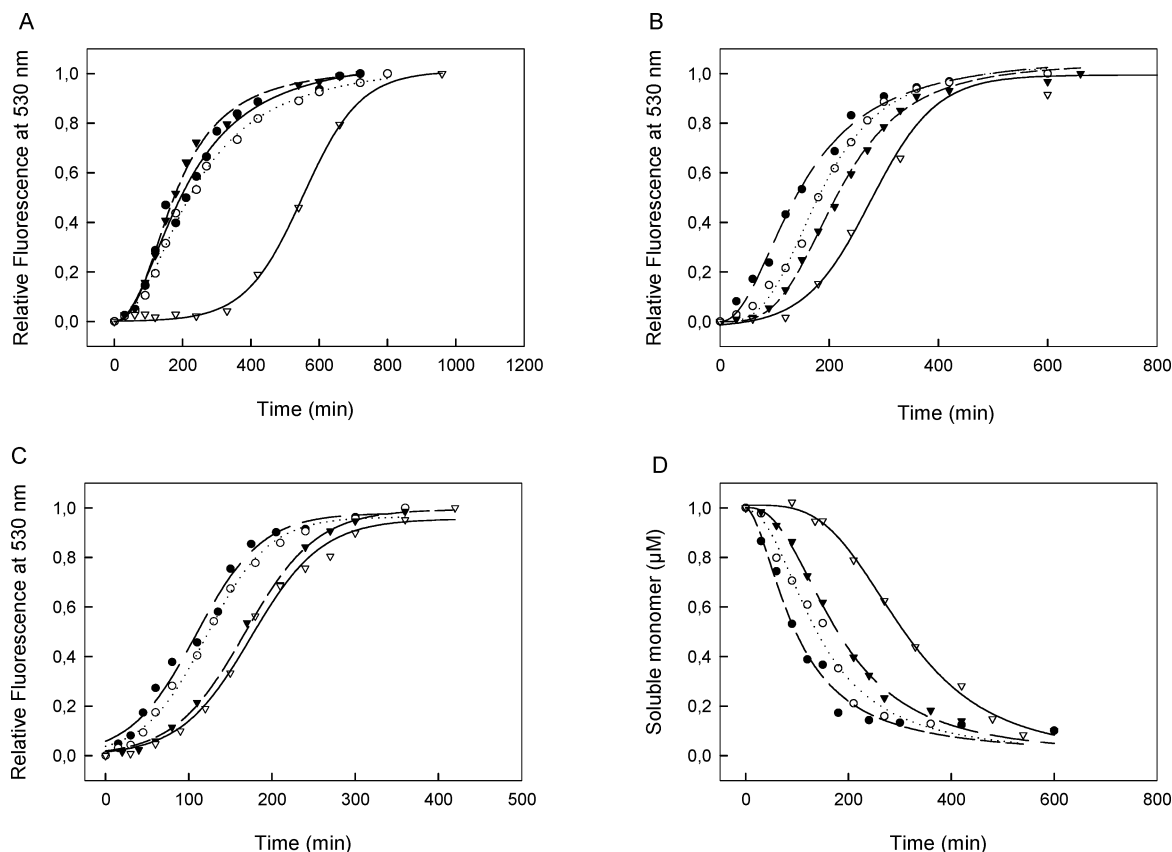 A
Relative Fluorescence at 530 nm
1,0
0,8
0,6
0,4
0,2
0,0
0 200 400 600 800 1000 1200
Time (min)
B
Relative Fluorescence at 530 nm
1,0
0,8
0,6
0,4
0,2
0,0
0 200 400 600 800
Time (min)
C
Relative Fluorescence at 530 nm
1,0
0,8
0,6
0,4
0,2
0,0
0 100 200 300 400 500
Time (min)
D
Soluble monomer (µM)
1,0
0,8
0,6
0,4
0,2
0,0
0 200 400 600 800
Time (min)